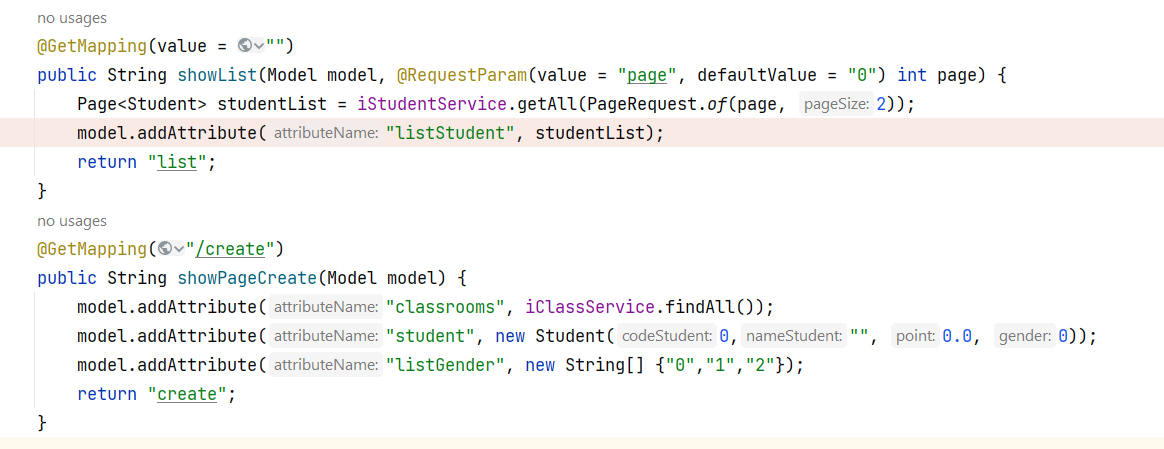 no usages
@GetMapping(value = "")
public String showList(Model model, @RequestParam(value = "page", defaultValue = "0") int page) {
    Page<Student> studentList = iStudentService.getAll(PageRequest.of(page, pageSize: 2));
    model.addAttribute( attributeName: "listStudent", studentList);
    return "list";
}
no usages
@GetMapping("/create")
public String showPageCreate(Model model) {
    model.addAttribute( attributeName: "classrooms", iClassService.findAll());
    model.addAttribute( attributeName: "student", new Student( codeStudent: 0, nameStudent: "", point: 0.0, gender: 0));
    model.addAttribute( attributeName: "listGender", new String[] {"0","1","2"});
    return "create";
}